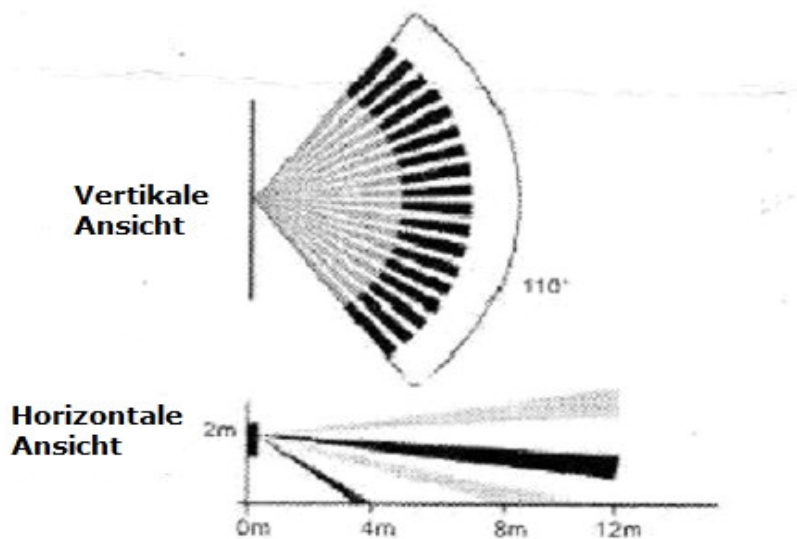 Vertikale
Ansicht
110°
Horizontale
Ansicht
2m
0m 4m 8m 12m